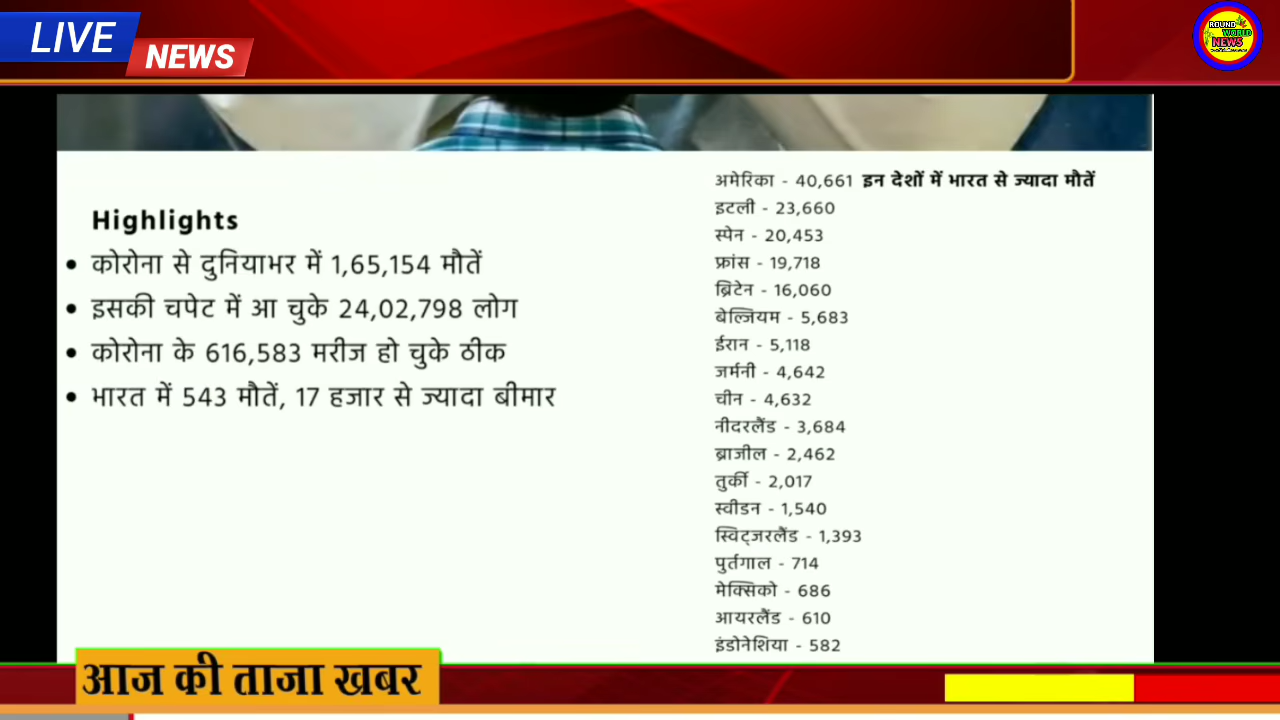 LIVE
NEWS
ROUND
WORLD
NEWS
Highlights
• कोरोना से दुनियाभर में 1,65,154 मौतें
• इसकी चपेट में आ चुके 24,02,798 लोग
• कोरोना के 616,583 मरीज हो चुके ठीक
• भारत में 543 मौतें, 17 हजार से ज्यादा बीमार
अमेरिका - 40,661 इन देशों में भारत से ज्यादा मौतें
इटली - 23,660
स्पेन - 20,453
फ्रांस - 19,718
ब्रिटेन - 16,060
बेल्जियम - 5,683
ईरान - 5,118
जर्मनी - 4,642
चीन - 4,632
नीदरलैंड - 3,684
ब्राजील - 2,462
तुर्की - 2,017
स्वीडन - 1,540
स्विट्जरलैंड - 1,393
पुर्तगाल - 714
मेक्सिको - 686
आयरलैंड - 610
इंडोनेशिया - 582
आज की ताजा खबर